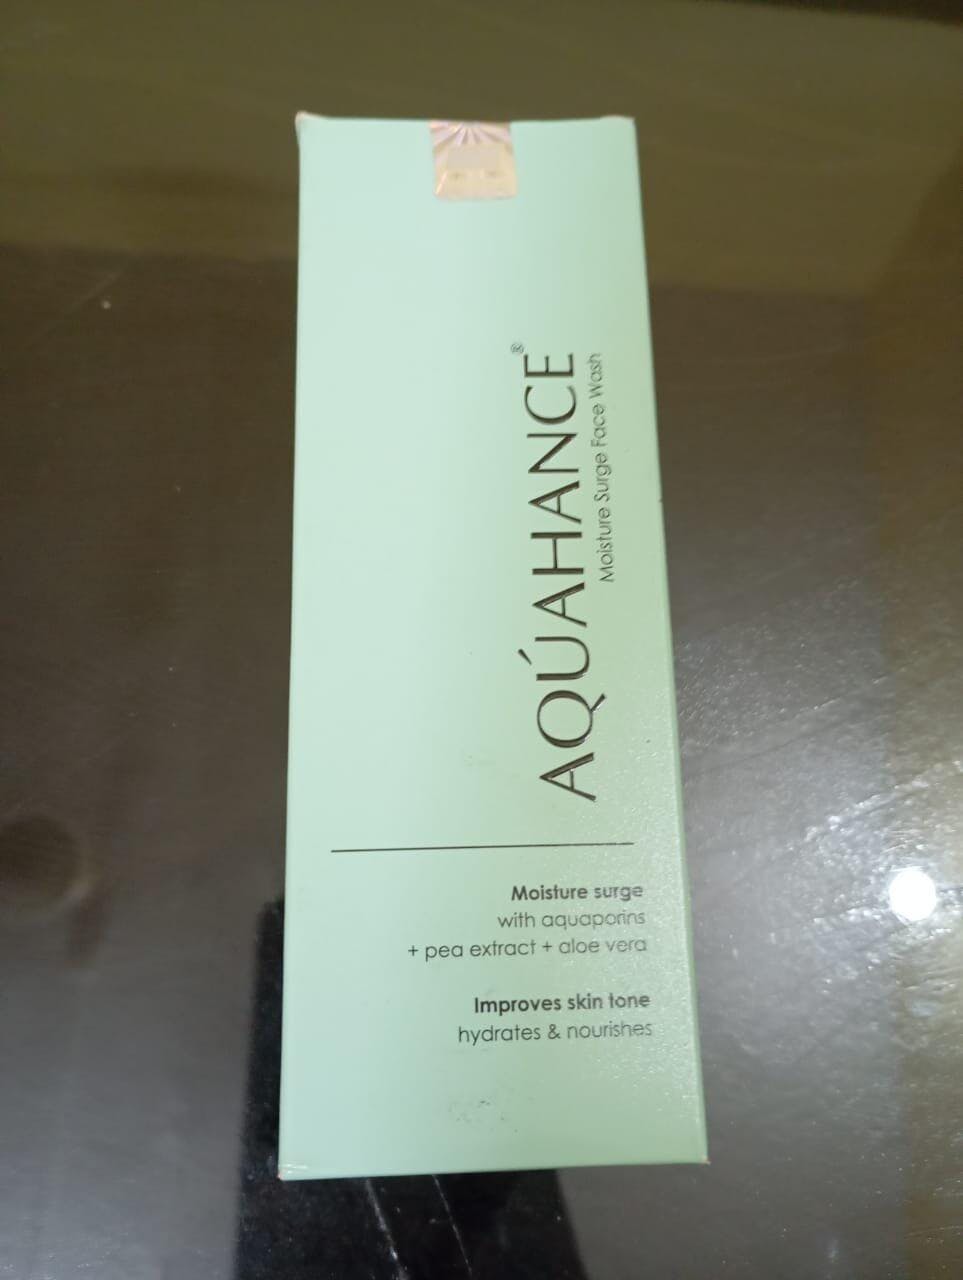 AQÚAHANCE®
Moisture Surge Face Wash
Moisture surge
with aquaporins
+ pea extract + aloe vera
Improves skin tone
hydrates & nourishes